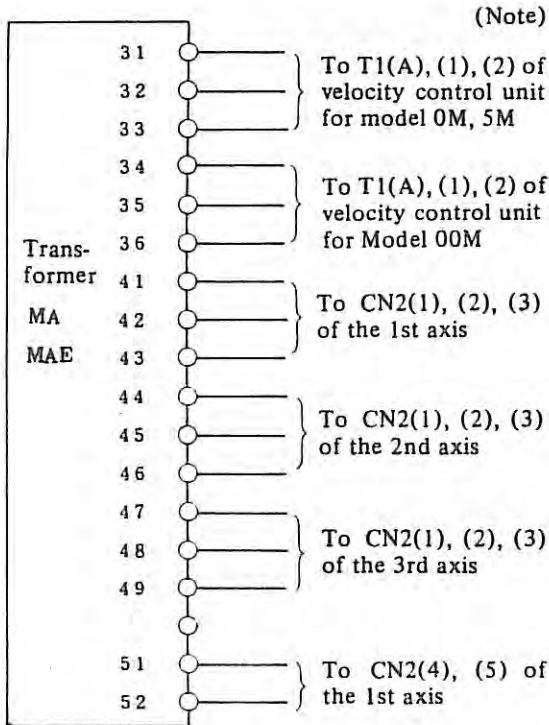 (Note)
31
32
33
To T1(A), (1), (2) of
velocity control unit
for model 0M, 5M
34
35
36
To T1(A), (1), (2) of
velocity control unit
for Model 00M
Trans-
former
MA
MAE
41
42
43
To CN2(1), (2), (3)
of the 1st axis
44
45
46
To CN2(1), (2), (3)
of the 2nd axis
47
48
49
To CN2(1), (2), (3)
of the 3rd axis
51
52
To CN2(4), (5) of
the 1st axis